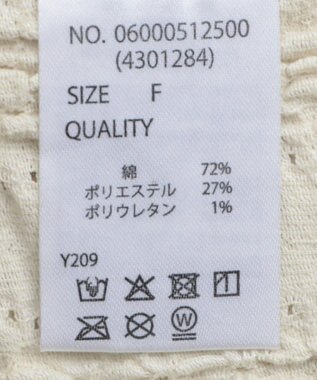 NO. 06000512500
(4301284)
SIZE F
QUALITY
綿 72%
ポリエステル 27%
ポリウレタン 1%
Y209
W